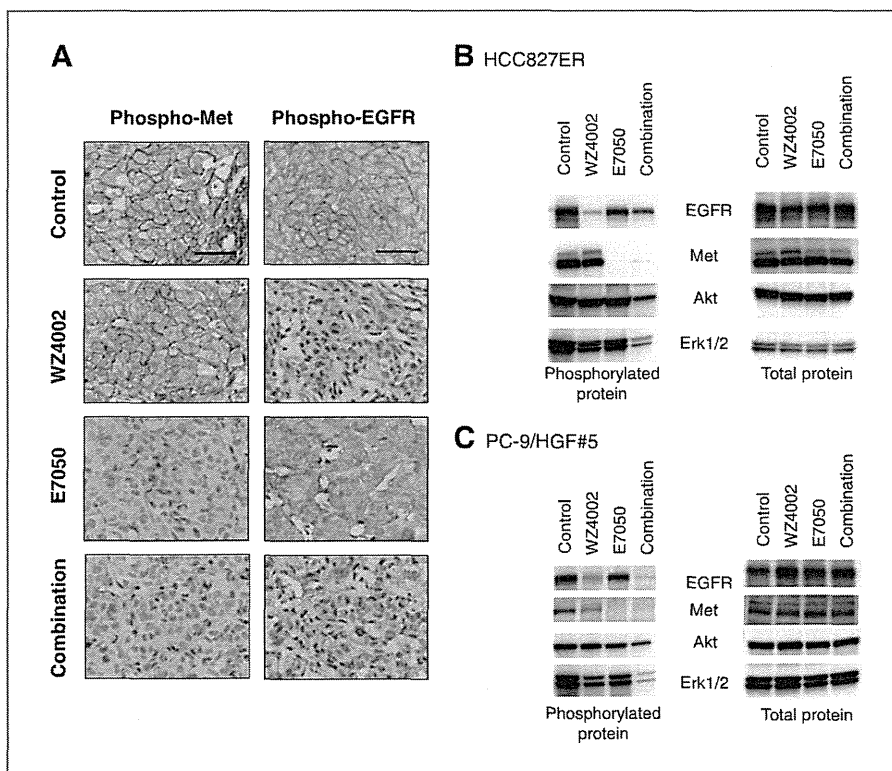 A
Phospho-Met Phospho-EGFR
Control
WZ4002
E7050
Combination
B HCC827ER
Control WZ4002 E7050 Combination Control WZ4002 E7050 Combination
EGFR
Met
Akt
Erk1/2
Phosphorylated protein Total protein
C PC-9/HGF#5
Control WZ4002 E7050 Combination Control WZ4002 E7050 Combination
EGFR
Met
Akt
Erk1/2
Phosphorylated protein Total protein